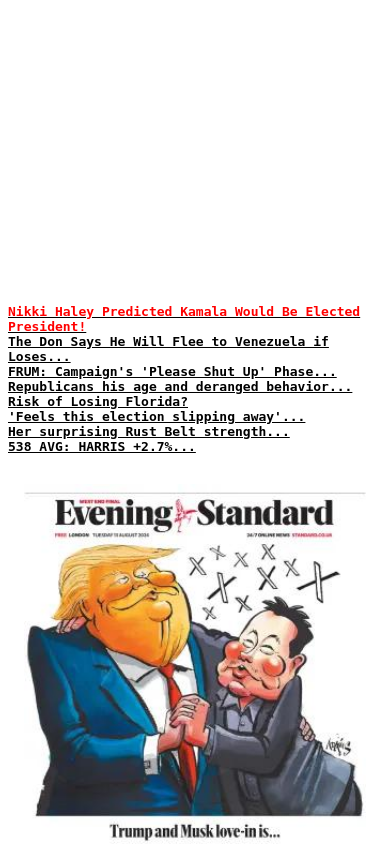 Nikki Haley Predicted Kamala Would Be Elected
President!
The Don Says He Will Flee to Venezuela if
Loses...
FRUM: Campaign's 'Please Shut Up' Phase...
Republicans his age and deranged behavior...
Risk of Losing Florida?
'Feels this election slipping away'...
Her surprising Rust Belt strength...
538 AVG: HARRIS +2.7%...
WEST END FINAL
Evening Standard
FREE LONDON TUESDAY 13 AUGUST 2024 24/7 ONLINE NEWS STANDARD.CO.UK
X X X X X X X X
ADAMS
Trump and Musk love-in is...